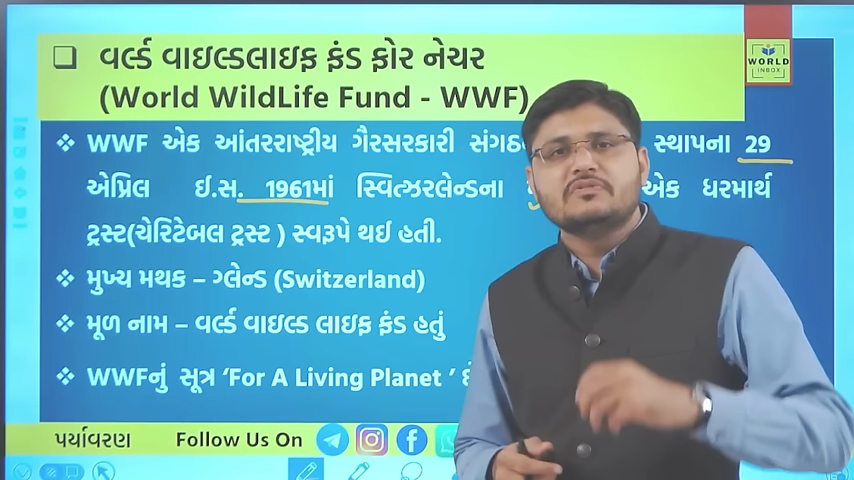 ❑ વર્લ્ડ વાઇલ્ડલાઇફ ફંડ ફોર નેચર
(World WildLife Fund - WWF)
WORLD
INBOX
❖ WWF એક આંતરરાષ્ટ્રીય ગૈરસરકારી સ્થાપના 29
એપ્રિલ ઇ.સ. 1961માં સ્વિત્ઝરલેન્ડના એક ધરમાર્થ
ટ્રસ્ટ(ચેરિટેબલ ટ્રસ્ટ ) સ્વરૂપે થઇ હતી.
❖ મુખ્ય મથક – ગ્લેન્ડ (Switzerland)
❖ મૂળ નામ – વર્લ્ડ વાઇલ્ડ લાઇફ ફંડ હતું
❖ WWFનું સૂત્ર ‘For A Living Planet ’
પર્યાવરણ Follow Us On